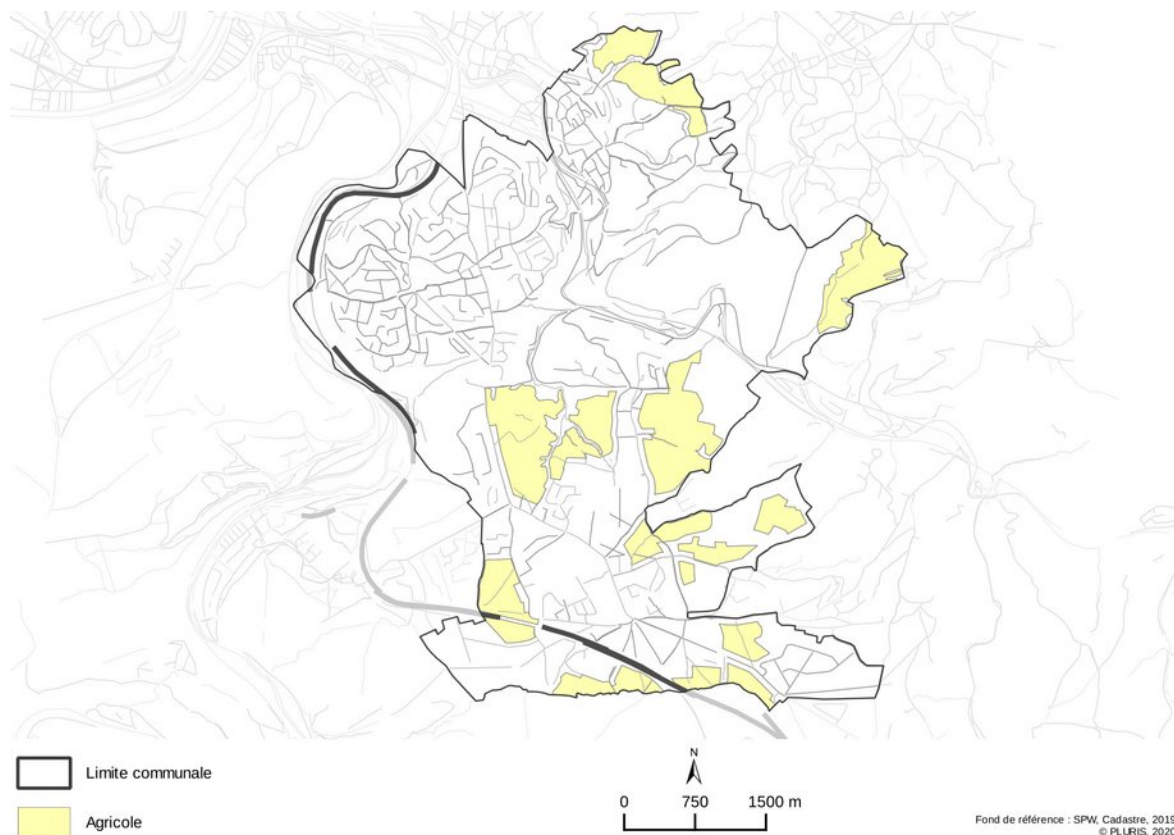 Limite communale
Agricole
N
0 750 1500 m
Fond de référence : SPW, Cadastre, 2019
© PLURIS, 2020